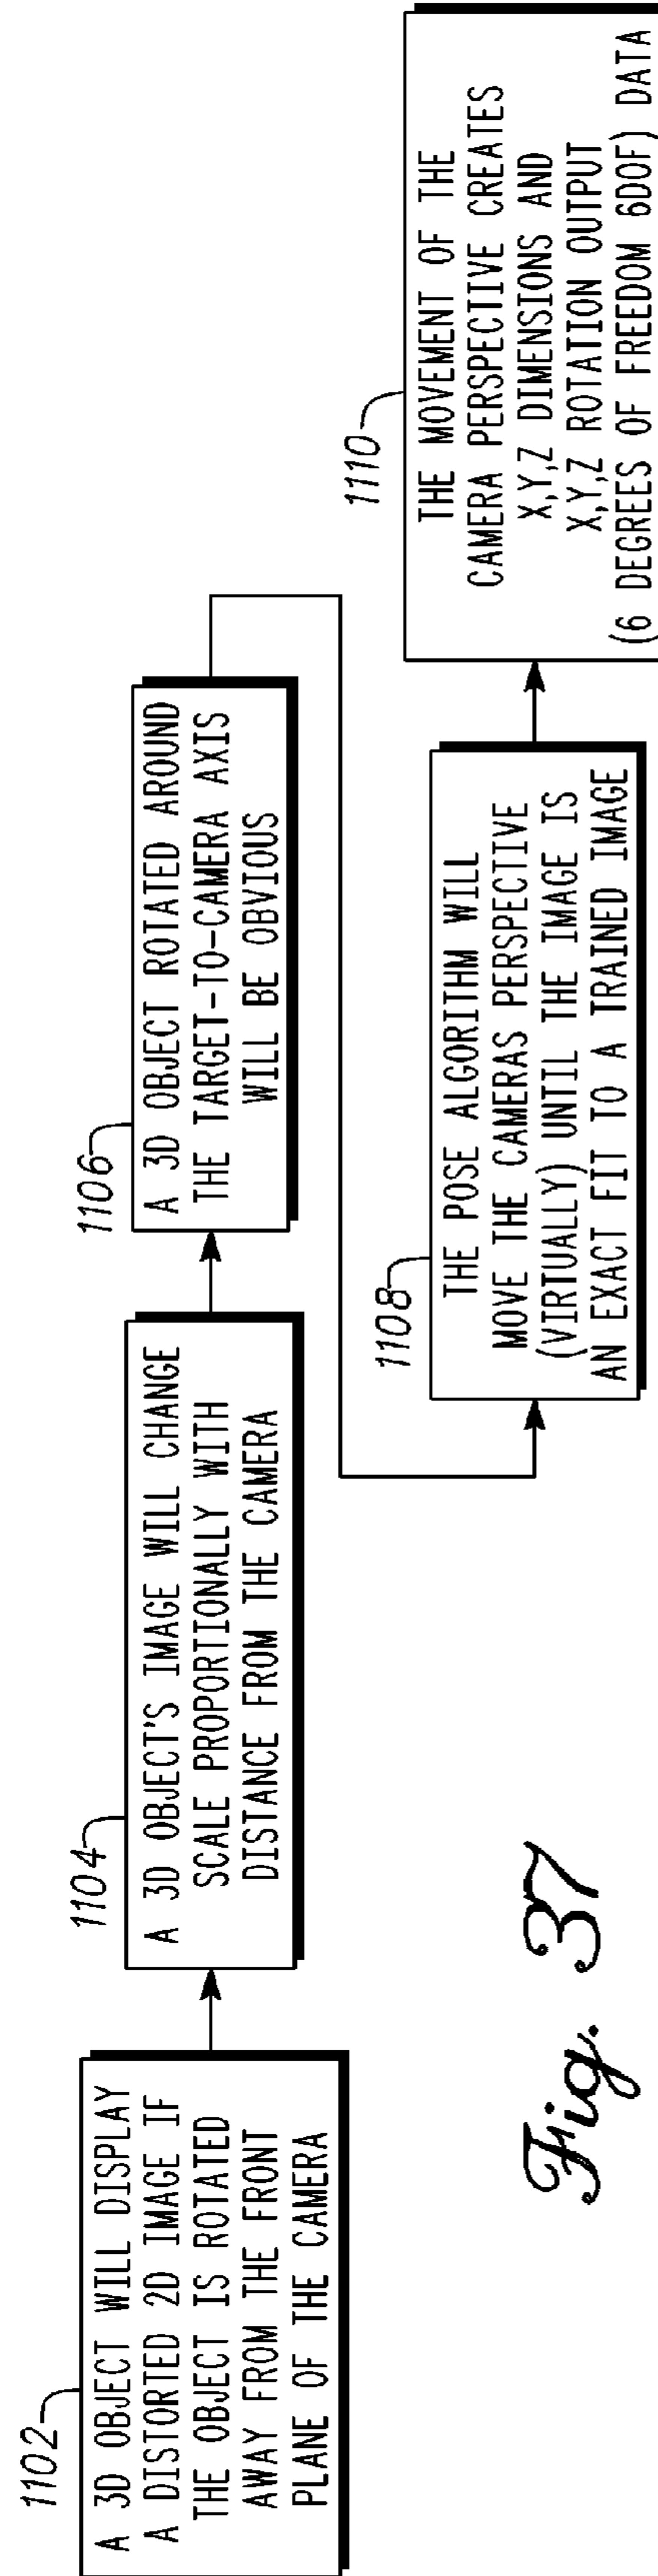 1102
A 3D OBJECT WILL DISPLAY
A DISTORTED 2D IMAGE IF
THE OBJECT IS ROTATED
AWAY FROM THE FRONT
PLANE OF THE CAMERA
1104
A 3D OBJECT'S IMAGE WILL CHANGE
SCALE PROPORTIONALLY WITH
DISTANCE FROM THE CAMERA
1106
A 3D OBJECT ROTATED AROUND
THE TARGET-TO-CAMERA AXIS
WILL BE OBVIOUS
1108
THE POSE ALGORITHM WILL
MOVE THE CAMERAS PERSPECTIVE
(VIRTUALLY) UNTIL THE IMAGE IS
AN EXACT FIT TO A TRAINED IMAGE
1110
THE MOVEMENT OF THE
CAMERA PERSPECTIVE CREATES
X,Y,Z DIMENSIONS AND
X,Y,Z ROTATION OUTPUT
(6 DEGREES OF FREEDOM 6DOF) DATA
Fig. 37